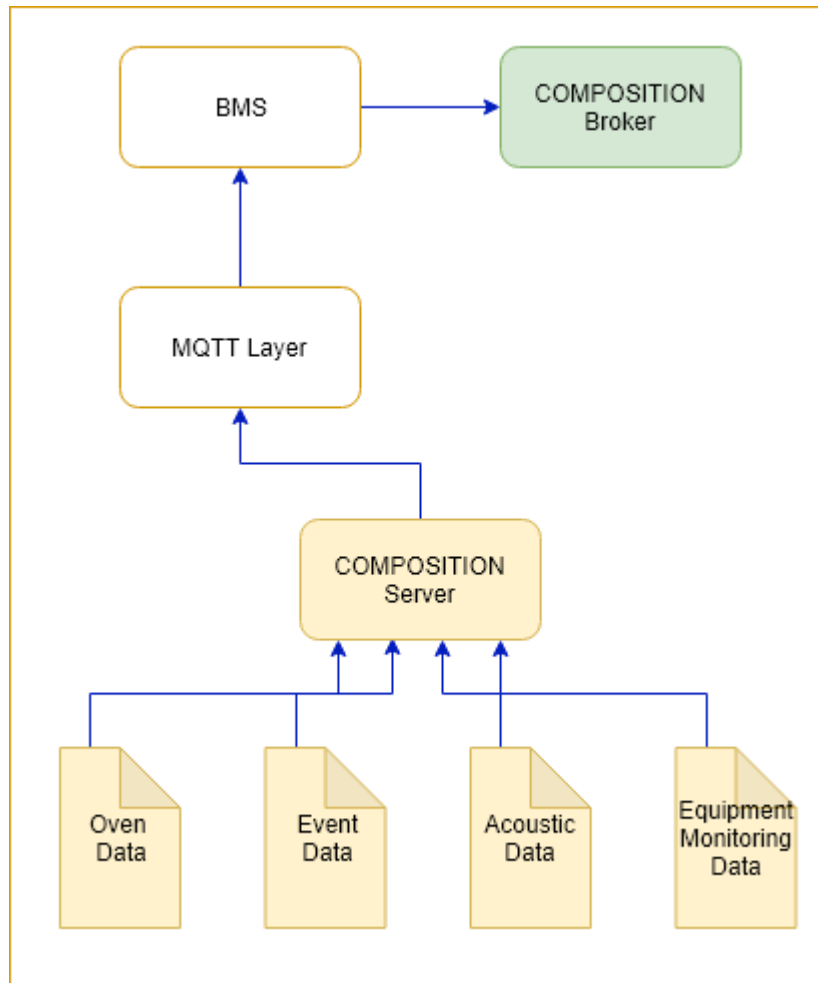 BMS
COMPOSITION
Broker
MQTT Layer
COMPOSITION
Server
Oven
Data
Event
Data
Acoustic
Data
Equipment
Monitoring
Data